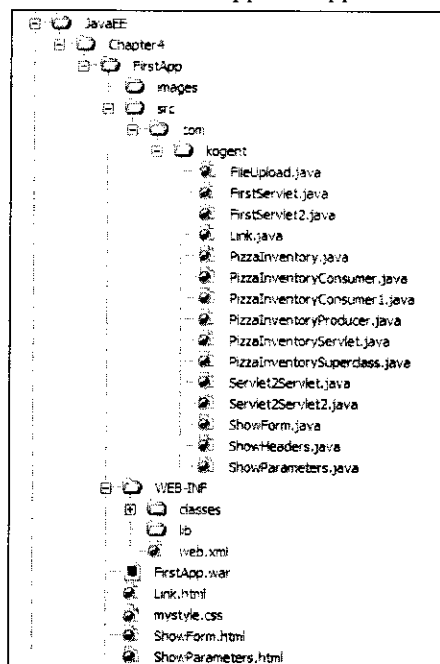 JavaEE
Chapter4
FirstApp
images
src
com
kogent
FileUpload.java
FirstServlet.java
FirstServlet2.java
Link.java
PizzaInventory.java
PizzaInventoryConsumer.java
PizzaInventoryConsumer1.java
PizzaInventoryProducer.java
PizzaInventoryServlet.java
PizzaInventorySuperclass.java
Servlet2Servlet.java
Servlet2Servlet2.java
ShowForm.java
ShowHeaders.java
ShowParameters.java
WEB-INF
classes
lib
web.xml
FirstApp.war
Link.html
mystyle.css
ShowForm.html
ShowParameters.html